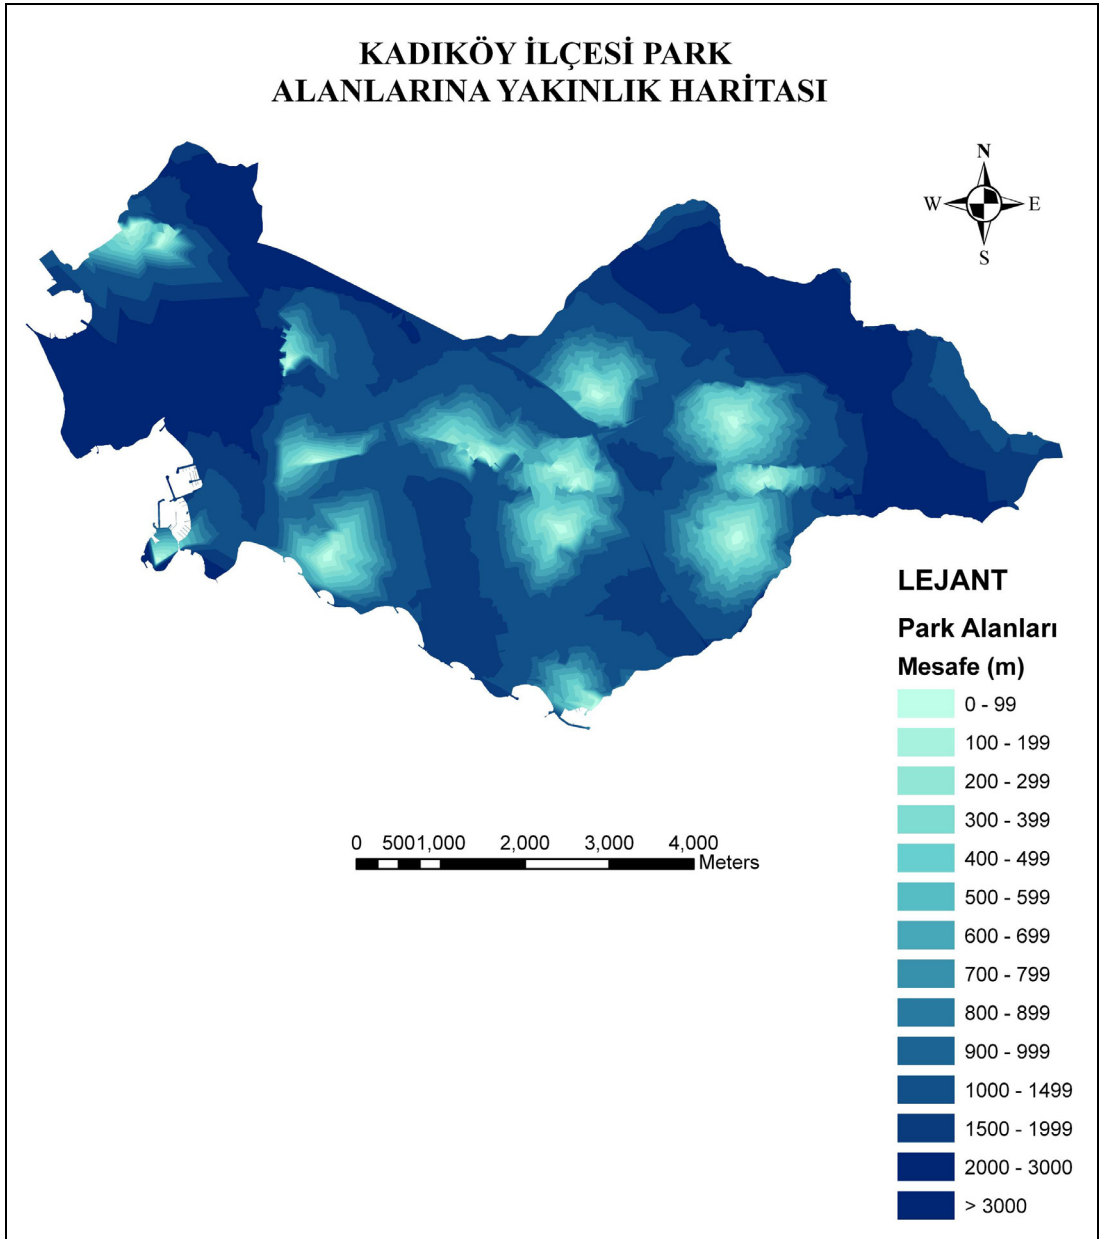 KADIKÖY İLÇESİ PARK
ALANLARINA YAKINLIK HARİTASI
N
W E
S
LEJANT
Park Alanları
Mesafe (m)
0 - 99
100 - 199
200 - 299
300 - 399
400 - 499
500 - 599
600 - 699
700 - 799
800 - 899
900 - 999
1000 - 1499
1500 - 1999
2000 - 3000
> 3000
0 500 1,000 2,000 3,000 4,000
Meters